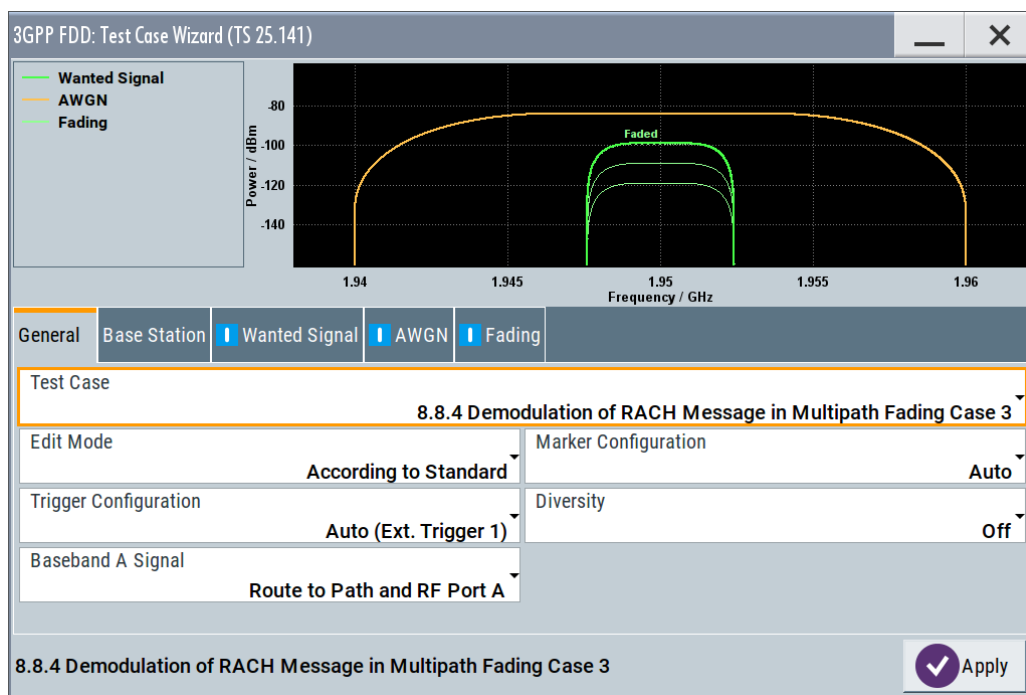 3GPP FDD: Test Case Wizard (TS 25.141)
Wanted Signal
AWGN
Fading
Power / dBm
-80
-100
-120
-140
Faded
1.94
1.945
1.95
1.955
1.96
Frequency / GHz
General
Base Station
Wanted Signal
AWGN
Fading
Test Case
8.8.4 Demodulation of RACH Message in Multipath Fading Case 3
Edit Mode
According to Standard
Marker Configuration
Auto
Trigger Configuration
Auto (Ext. Trigger 1)
Diversity
Off
Baseband A Signal
Route to Path and RF Port A
8.8.4 Demodulation of RACH Message in Multipath Fading Case 3
Apply